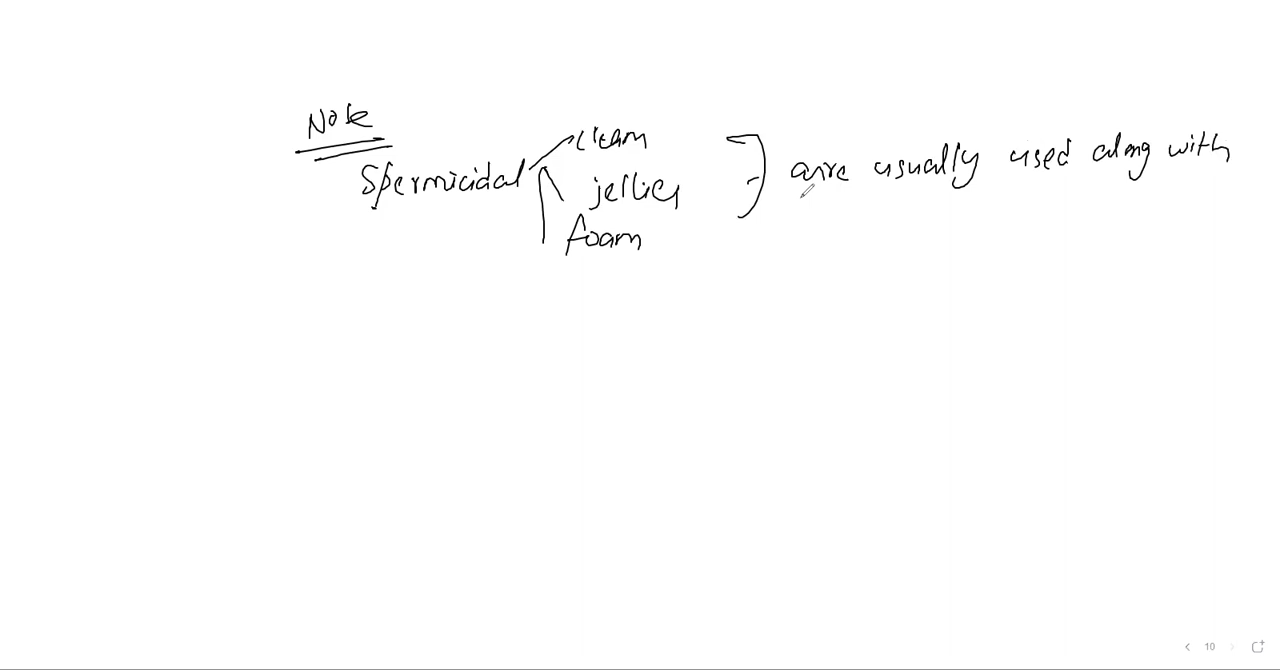 Note
Spermicidal cream
jellies
foam
are usually used along with
10